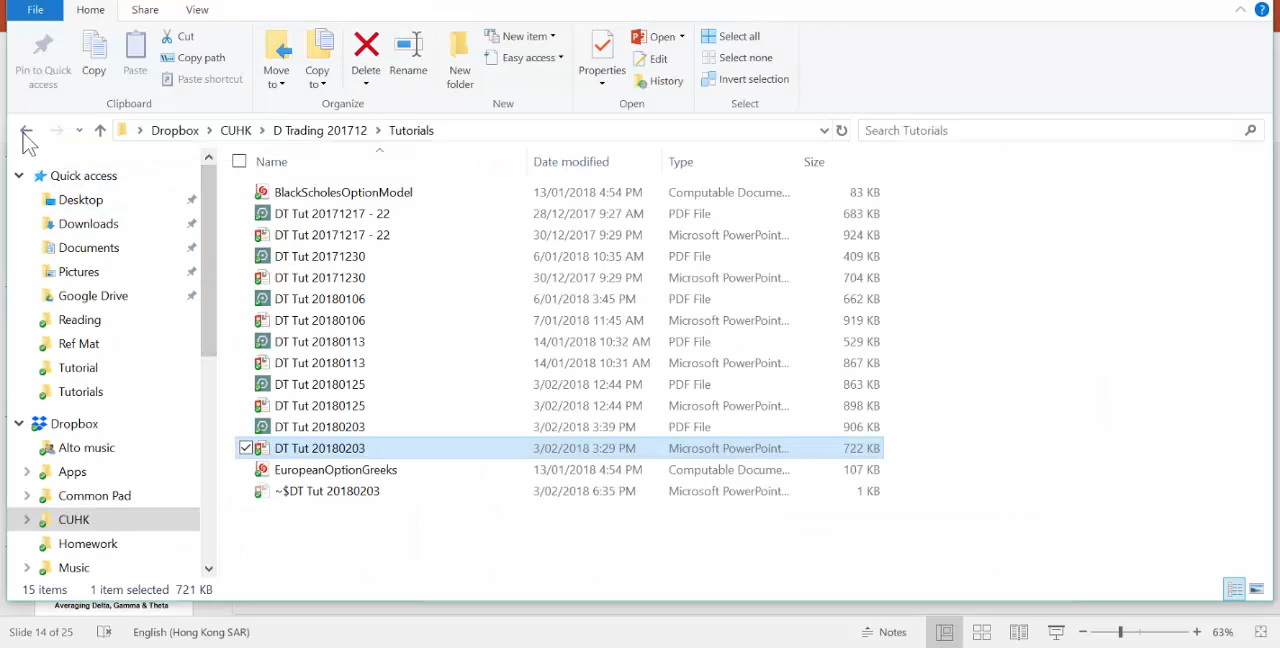 File Home Share View
Pin to Quick access
Copy
Paste
Cut
Copy path
Paste shortcut
Clipboard
Move to
Copy to
Delete
Rename
Organize
New folder
New item
Easy access
New
Properties
Open
Edit
History
Open
Select all
Select none
Invert selection
Select
Dropbox > CUHK > D Trading 201712 > Tutorials
Search Tutorials
Quick access
Desktop
Downloads
Documents
Pictures
Google Drive
Reading
Ref Mat
Tutorial
Tutorials
Dropbox
Alto music
Apps
Common Pad
CUHK
Homework
Music
Name Date modified Type Size
BlackScholesOptionModel 13/01/2018 4:54 PM Computable Docume... 83 KB
DT Tut 20171217 - 22 28/12/2017 9:27 AM PDF File 683 KB
DT Tut 20171217 - 22 30/12/2017 9:29 PM Microsoft PowerPoint... 924 KB
DT Tut 20171230 6/01/2018 10:35 AM PDF File 409 KB
DT Tut 20171230 30/12/2017 9:29 PM Microsoft PowerPoint... 704 KB
DT Tut 20180106 6/01/2018 3:45 PM PDF File 662 KB
DT Tut 20180106 7/01/2018 11:45 AM Microsoft PowerPoint... 919 KB
DT Tut 20180113 14/01/2018 10:32 AM PDF File 529 KB
DT Tut 20180113 14/01/2018 10:31 AM Microsoft PowerPoint... 867 KB
DT Tut 20180125 3/02/2018 12:44 PM PDF File 863 KB
DT Tut 20180125 3/02/2018 12:44 PM Microsoft PowerPoint... 898 KB
DT Tut 20180203 3/02/2018 3:39 PM PDF File 906 KB
DT Tut 20180203 3/02/2018 3:29 PM Microsoft PowerPoint... 722 KB
EuropeanOptionGreeks 13/01/2018 4:54 PM Computable Docume... 107 KB
~$DT Tut 20180203 3/02/2018 6:35 PM Microsoft PowerPoint... 1 KB
15 items 1 item selected 721 KB
Averaging Delta, Gamma & Theta
Slide 14 of 25 English (Hong Kong SAR) Notes 63%